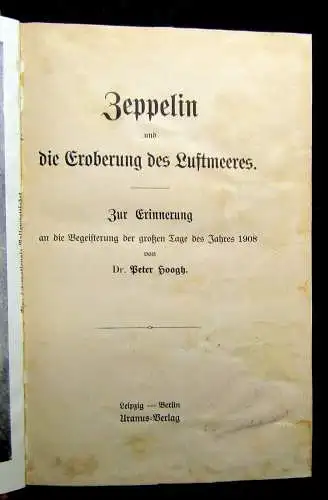 Zeppelin
und
die Eroberung des Luftmeeres.
Zur Erinnerung
an die Begeisterung der großen Tage des Jahres 1908
von
Dr. Peter Hoogh.
Leipzig — Berlin
Uranus-Verlag